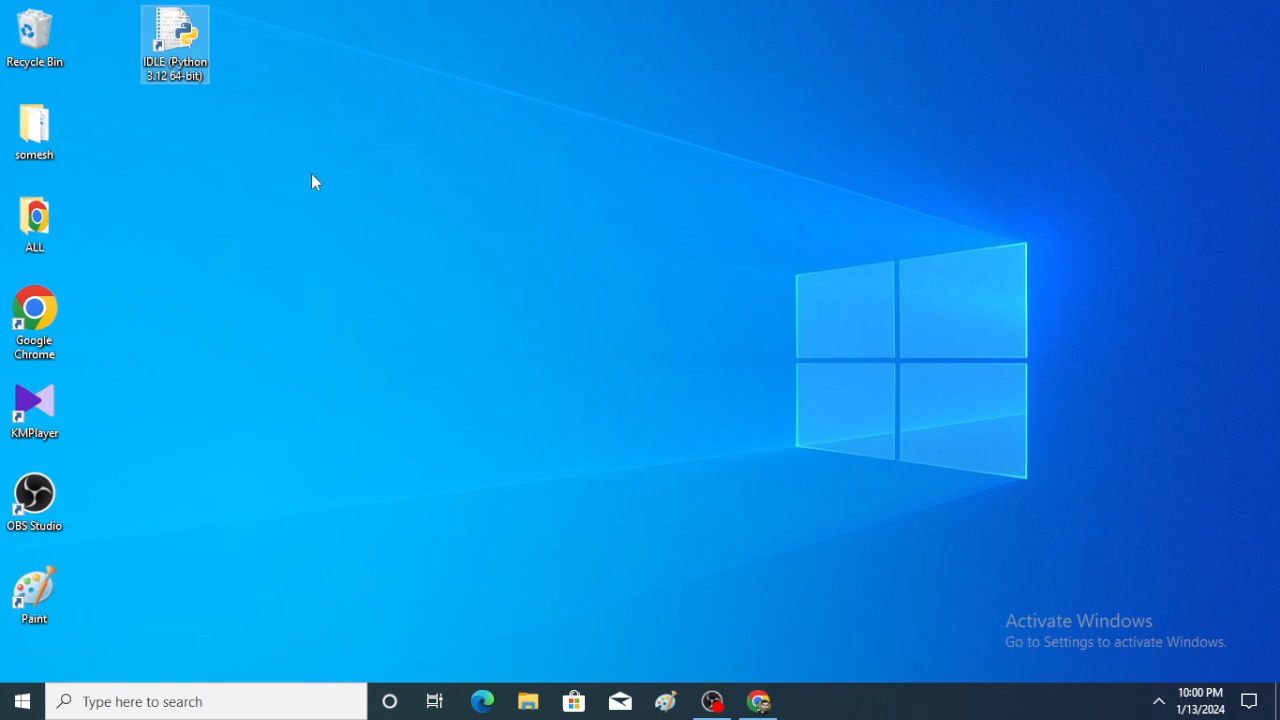 Recycle Bin
IDLE (Python
3.12 64-bit)
somesh
ALL
Google
Chrome
KMPlayer
OBS Studio
Paint
Activate Windows
Go to Settings to activate Windows.
Type here to search
10:00 PM
1/13/2024